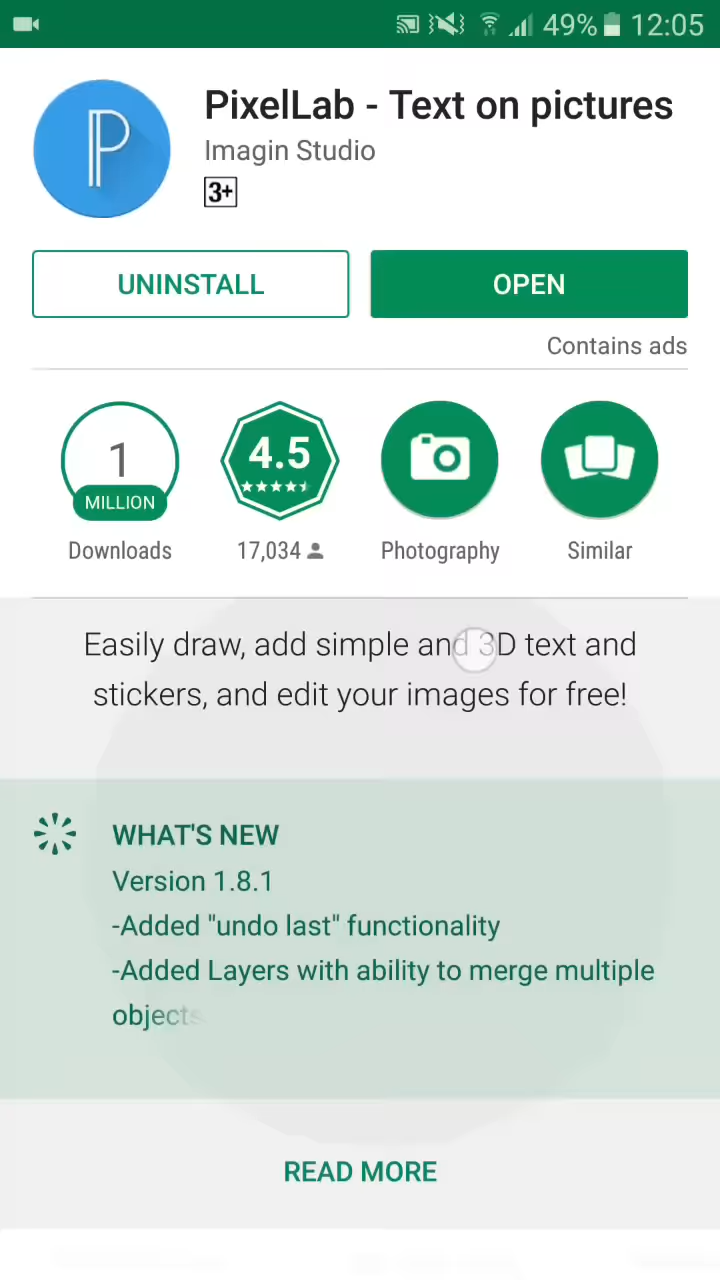 49% 12:05
PixelLab - Text on pictures
Imagin Studio
3+
UNINSTALL
OPEN
Contains ads
1
MILLION
4.5
Downloads
17,034
Photography
Similar
Easily draw, add simple and 3D text and
stickers, and edit your images for free!
WHAT'S NEW
Version 1.8.1
-Added "undo last" functionality
-Added Layers with ability to merge multiple
objects
READ MORE